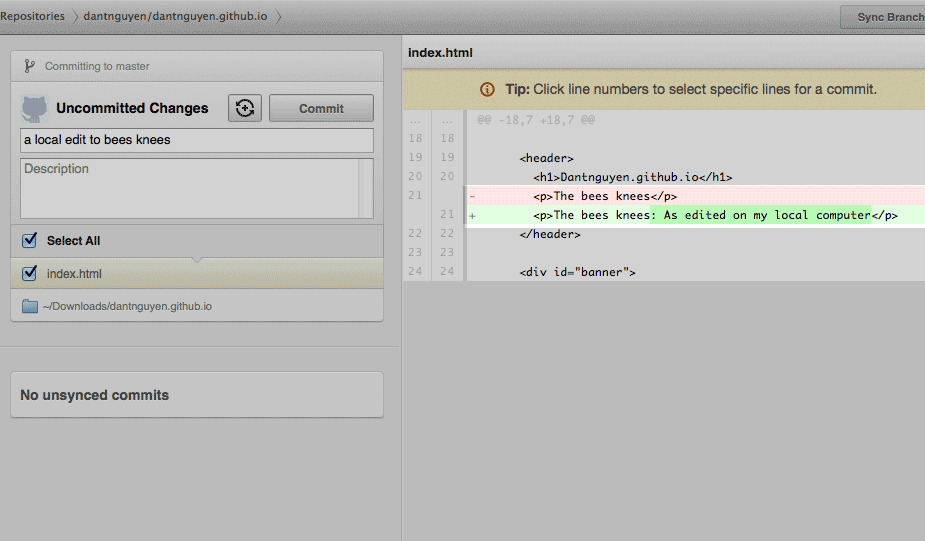 Repositories dantnguyen/dantnguyen.github.io Sync Branch
Committing to master
Uncommitted Changes Commit
a local edit to bees knees
Description
Select All
index.html
~/Downloads/dantnguyen.github.io
No unsynced commits
index.html
Tip: Click line numbers to select specific lines for a commit.
... ... @@ -18,7 +18,7 @@
18 18
19 19 <header>
20 20 <h1>Dantnguyen.github.io</h1>
21 - <p>The bees knees</p>
21 + <p>The bees knees: As edited on my local computer</p>
22 22 </header>
23 23
24 24 <div id="banner">